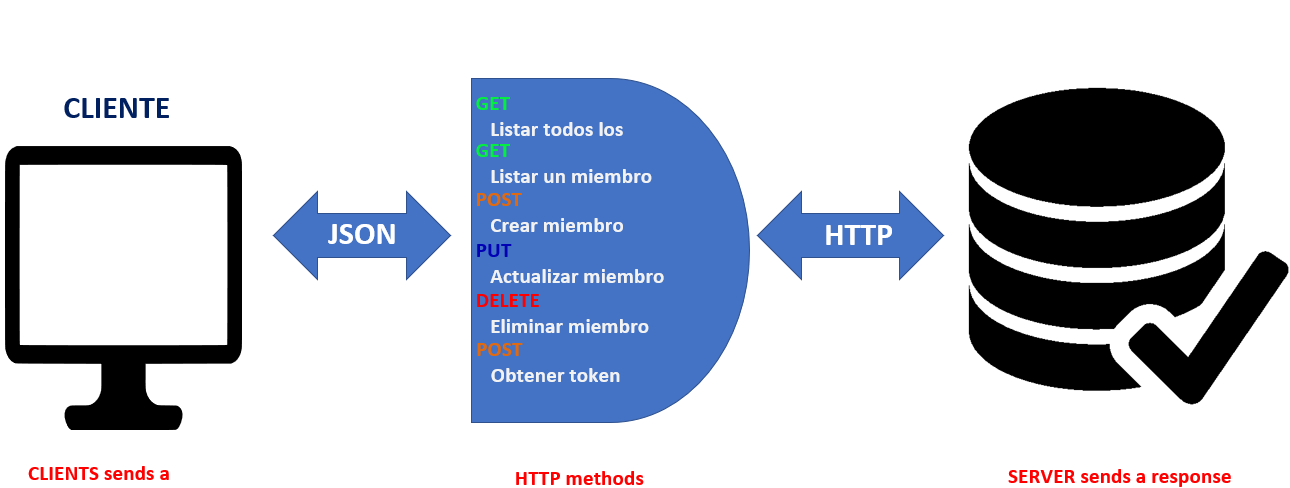 CLIENTE
JSON
GET
Listar todos los
GET
Listar un miembro
POST
Crear miembro
PUT
Actualizar miembro
DELETE
Eliminar miembro
POST
Obtener token
HTTP
CLIENTS sends a
HTTP methods
SERVER sends a response